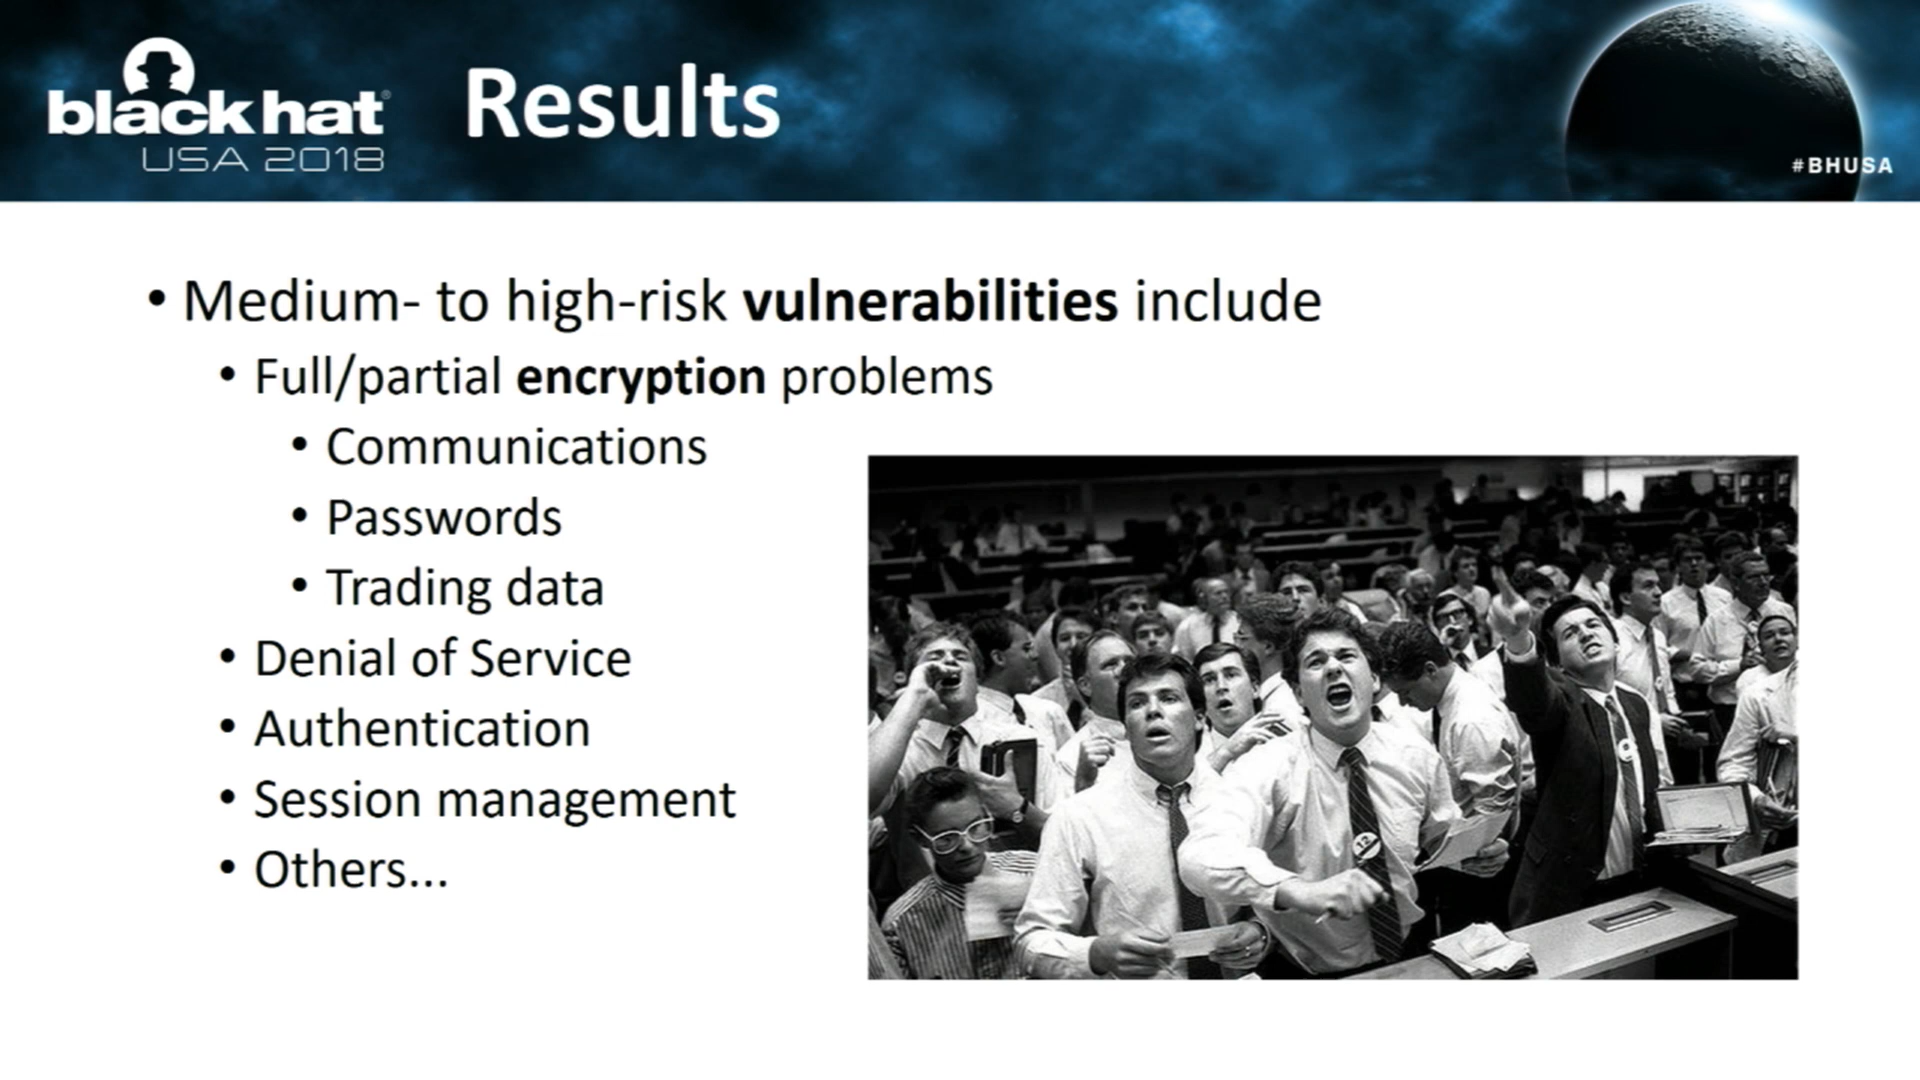 black hat®
USA 2018
Results
#BHUSA
• Medium- to high-risk vulnerabilities include
• Full/partial encryption problems
• Communications
• Passwords
• Trading data
• Denial of Service
• Authentication
• Session management
• Others...
12